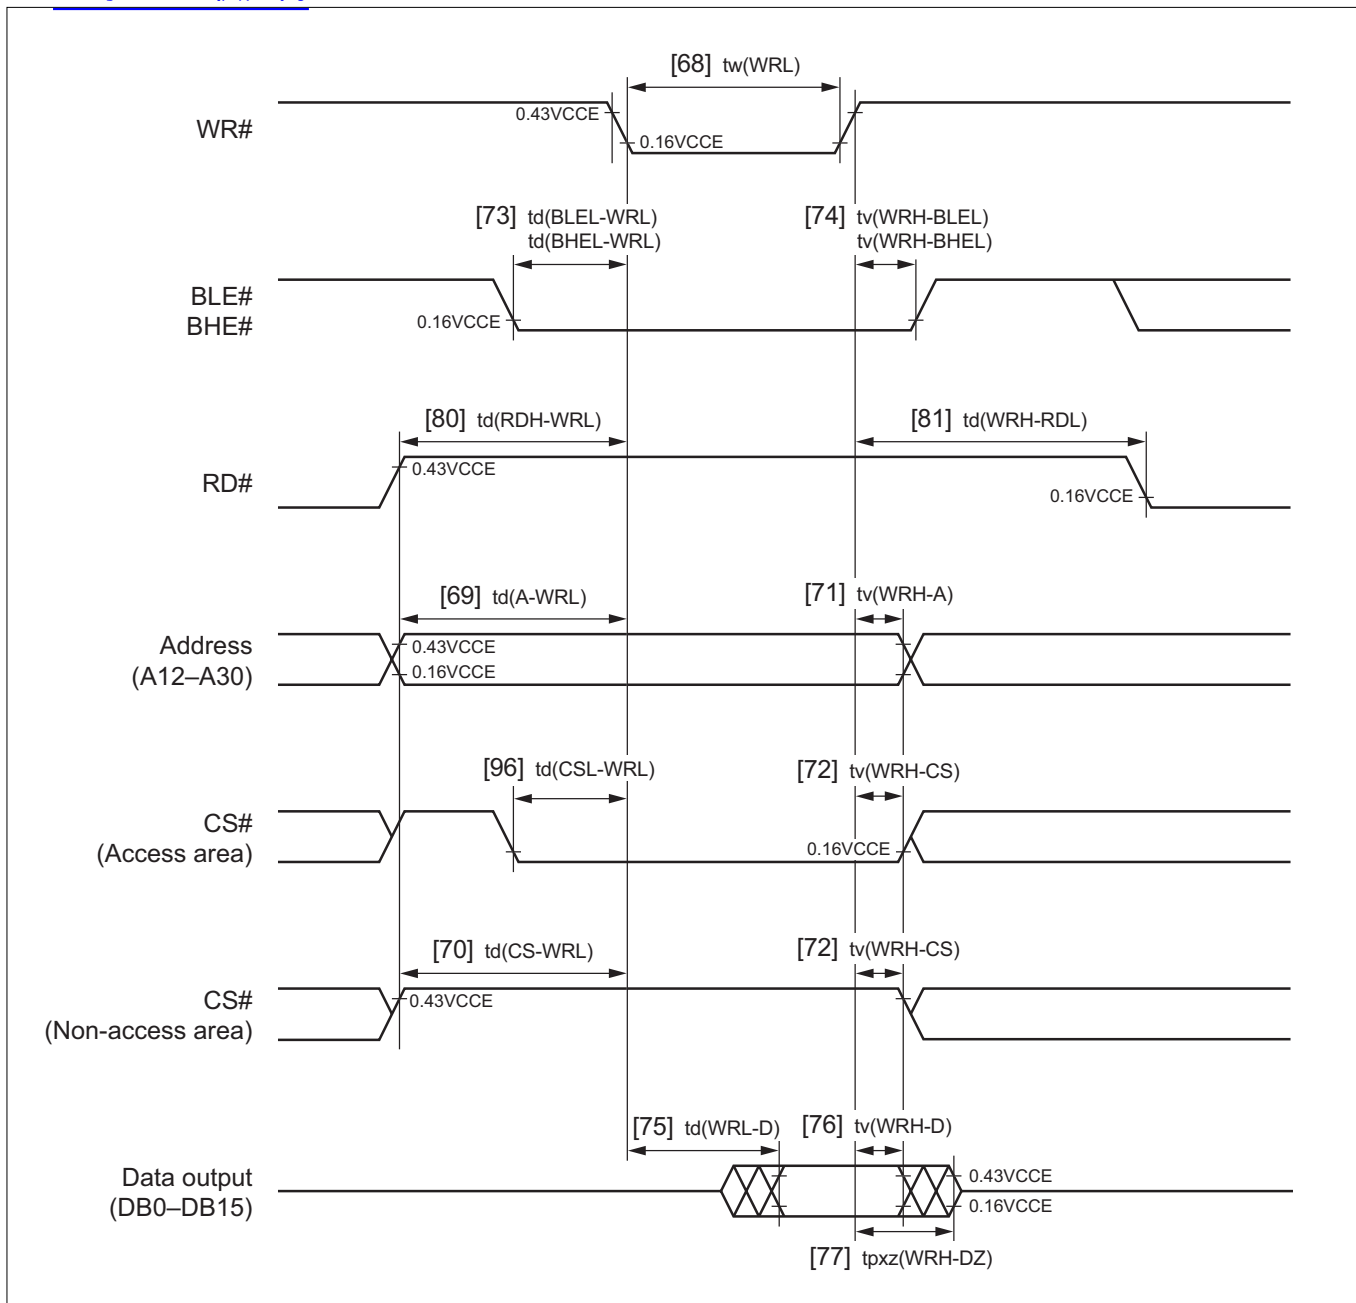 [68] tw(WRL)
0.43VCCE
WR#
0.16VCCE
[73] td(BLEL-WRL)
td(BHEL-WRL)
[74] tv(WRH-BLEL)
tv(WRH-BHEL)
BLE#
BHE#
0.16VCCE
[80] td(RDH-WRL)
[81] td(WRH-RDL)
0.43VCCE
RD#
0.16VCCE
[69] td(A-WRL)
[71] tv(WRH-A)
Address
(A12–A30)
0.43VCCE
0.16VCCE
[96] td(CSL-WRL)
[72] tv(WRH-CS)
CS#
(Access area)
0.16VCCE
[70] td(CS-WRL)
[72] tv(WRH-CS)
CS#
(Non-access area)
0.43VCCE
[75] td(WRL-D)
[76] tv(WRH-D)
Data output
(DB0–DB15)
0.43VCCE
0.16VCCE
[77] tpxz(WRH-DZ)